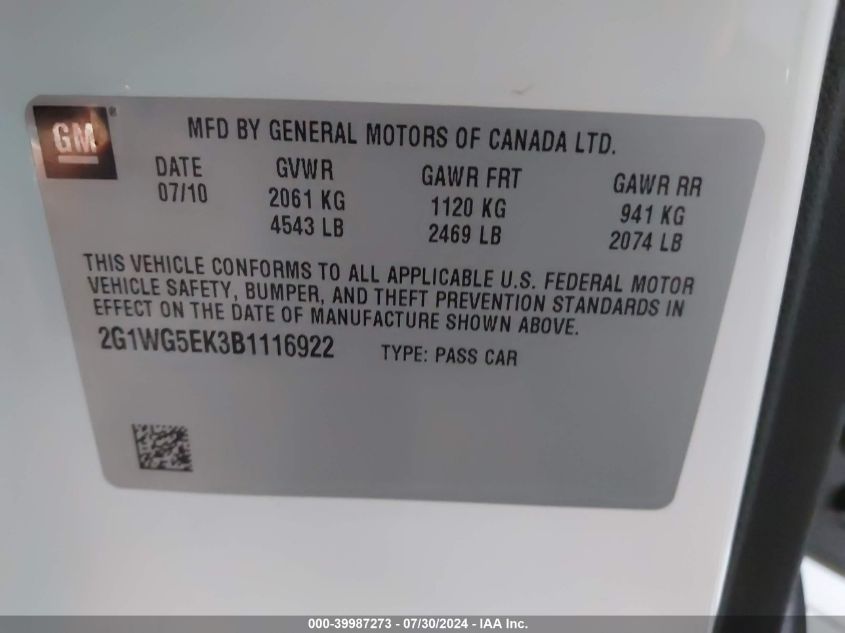 GM®
MFD BY GENERAL MOTORS OF CANADA LTD.
DATE GVWR GAWR FRT GAWR RR
07/10 2061 KG 1120 KG 941 KG
4543 LB 2469 LB 2074 LB
THIS VEHICLE CONFORMS TO ALL APPLICABLE U.S. FEDERAL MOTOR
VEHICLE SAFETY, BUMPER, AND THEFT PREVENTION STANDARDS IN
EFFECT ON THE DATE OF MANUFACTURE SHOWN ABOVE.
2G1WG5EK3B1116922 TYPE: PASS CAR
000-39987273 / 07/30/2024 - IAA Inc.